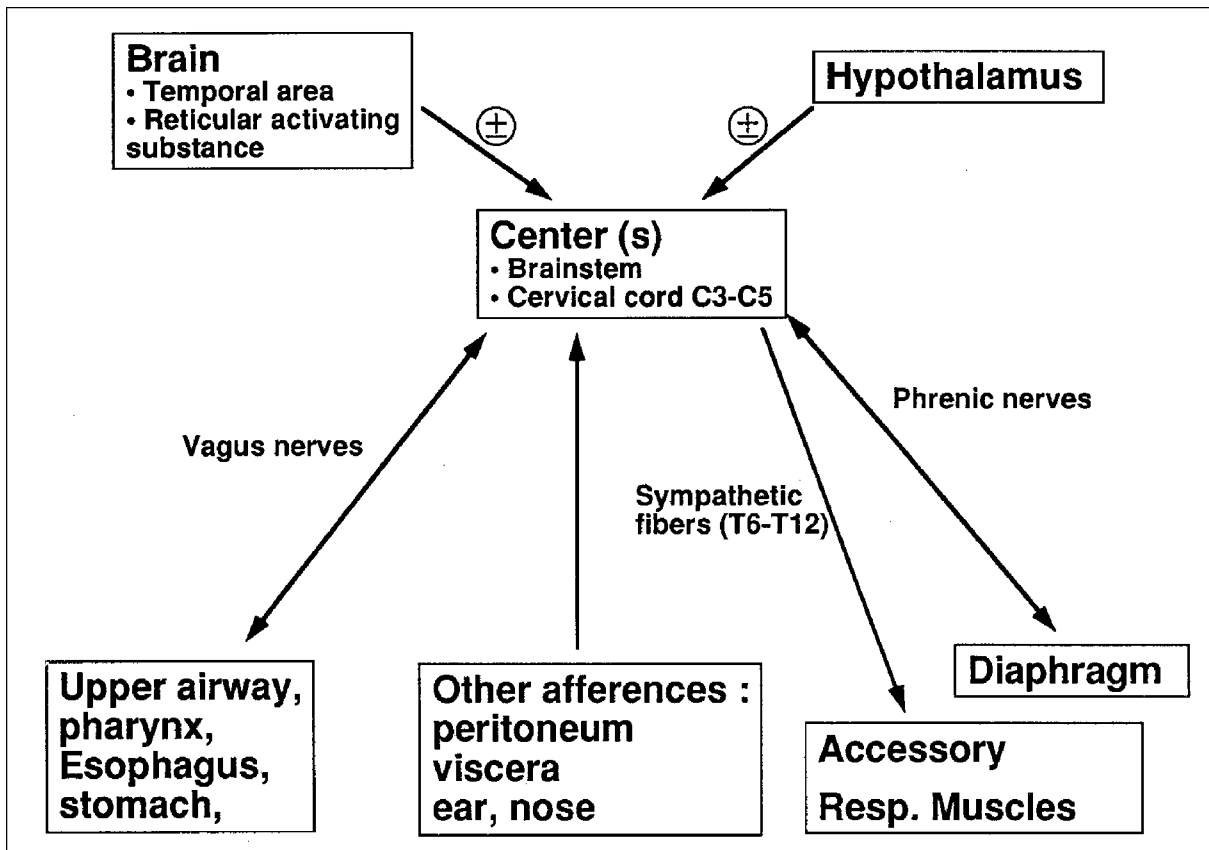 Brain
• Temporal area
• Reticular activating
substance
Hypothalamus
±
±
Center (s)
• Brainstem
• Cervical cord C3-C5
Vagus nerves
Phrenic nerves
Sympathetic
fibers (T6-T12)
Upper airway,
pharynx,
Esophagus,
stomach,
Other afferences :
peritoneum
viscera
ear, nose
Diaphragm
Accessory
Resp. Muscles